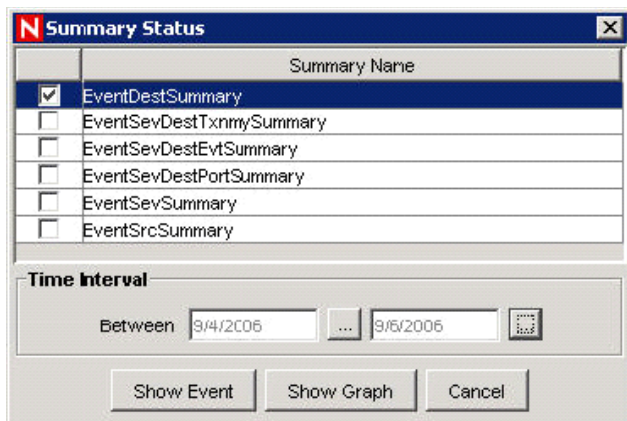 N Summary Status
Summary Name
EventDestSummary
EventSevDestTxnmySummary
EventSevDestEvtSummary
EventSevDestPortSummary
EventSevSummary
EventSrcSummary
Time Interval
Between 9/4/2006 ... 9/6/2006 ...
Show Event Show Graph Cancel